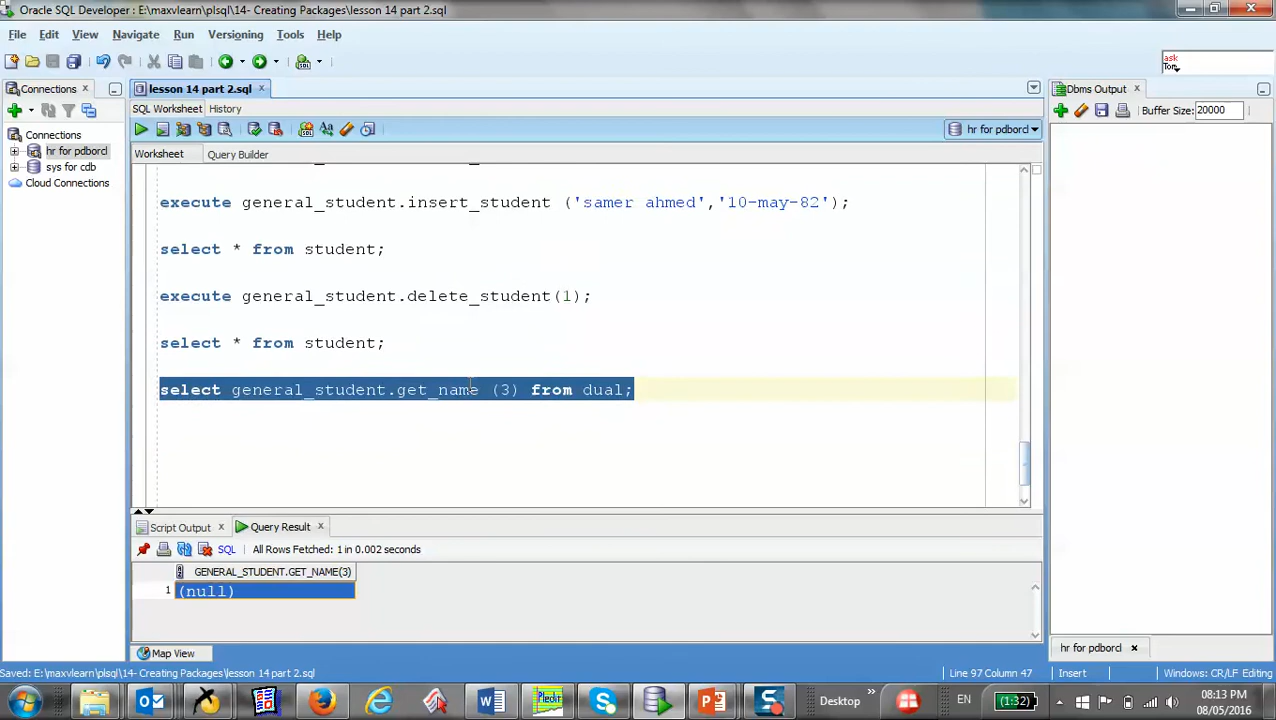 Oracle SQL Developer : E:\maxvlearn\plsql\14- Creating Packages\lesson 14 part 2.sql
File Edit View Navigate Run Versioning Tools Help
ask
Tom
Connections
lesson 14 part 2.sql
Dbms Output
SQL Worksheet History
Buffer Size: 20000
hr for pdborcl
Connections
hr for pdborcl
sys for cdb
Cloud Connections
Worksheet Query Builder
execute general_student.insert_student ('samer ahmed','10-may-82');
select * from student;
execute general_student.delete_student(1);
select * from student;
select general_student.get_name (3) from dual;
Script Output Query Result
SQL All Rows Fetched: 1 in 0.002 seconds
GENERAL_STUDENT.GET_NAME(3)
1 (null)
hr for pdborcl
Map View
Saved: E:\maxvlearn\plsql\14- Creating Packages\lesson 14 part 2.sql
Line 97 Column 47 Insert Windows: CR/LF Editing
Desktop » EN (1:32) 08:13 PM
08/05/2016